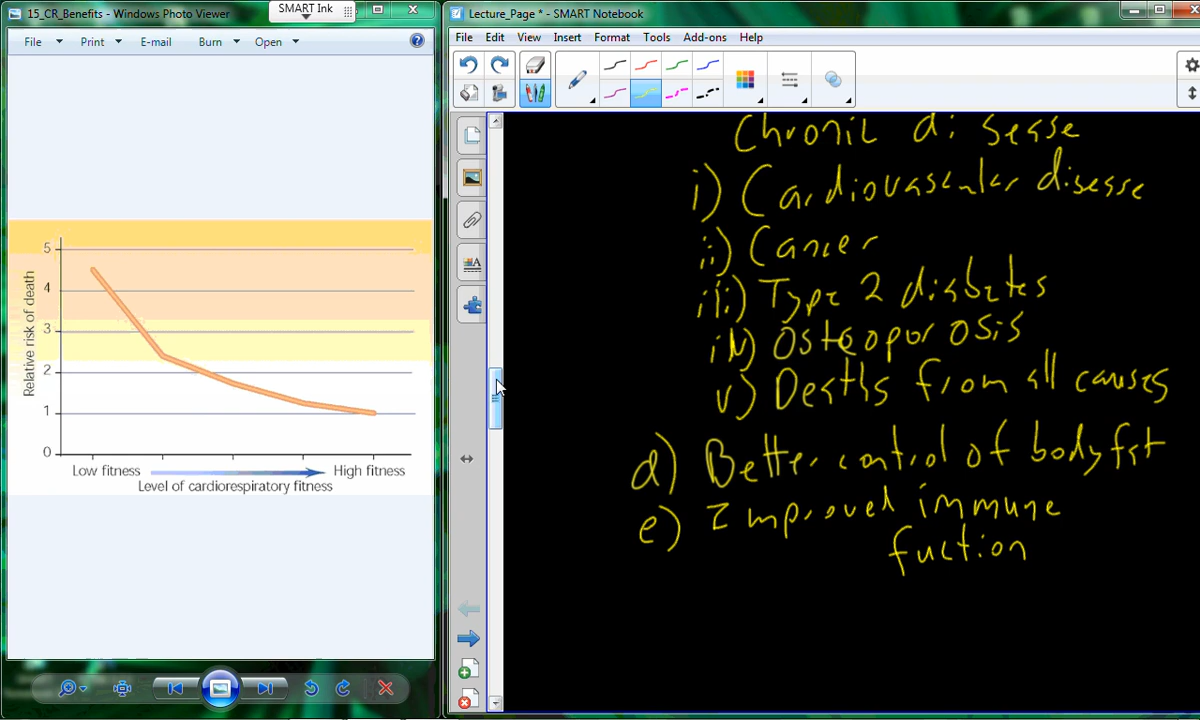 15_CR_Benefits - Windows Photo Viewer
SMART Ink
File Print E-mail Burn Open
5
4
3
2
1
0
Relative risk of death
Low fitness High fitness
Level of cardiorespiratory fitness
Lecture_Page * - SMART Notebook
File Edit View Insert Format Tools Add-ons Help
Chronic disease
i) Cardiovascular disease
ii) Cancer
iii) Type 2 diabetes
iv) Osteoporosis
v) Deaths from all causes
d) Better control of body fat
e) Improved immune
fuction